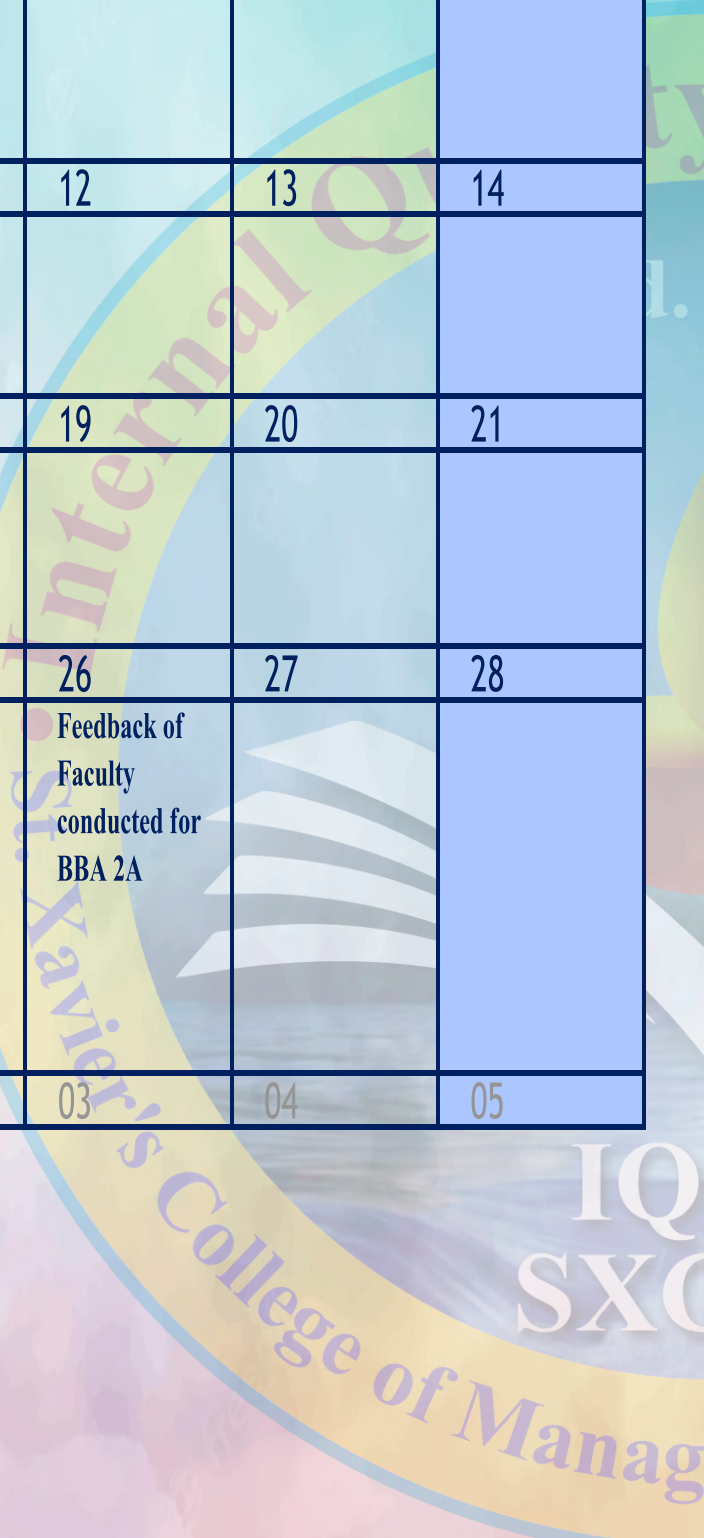 12 13 14
19 20 21
26 27 28
Feedback of
Faculty
conducted for
BBA 2A
03 04 05
Internal
St. Xavier's College of Manag
ty
d.
IQ
SXC